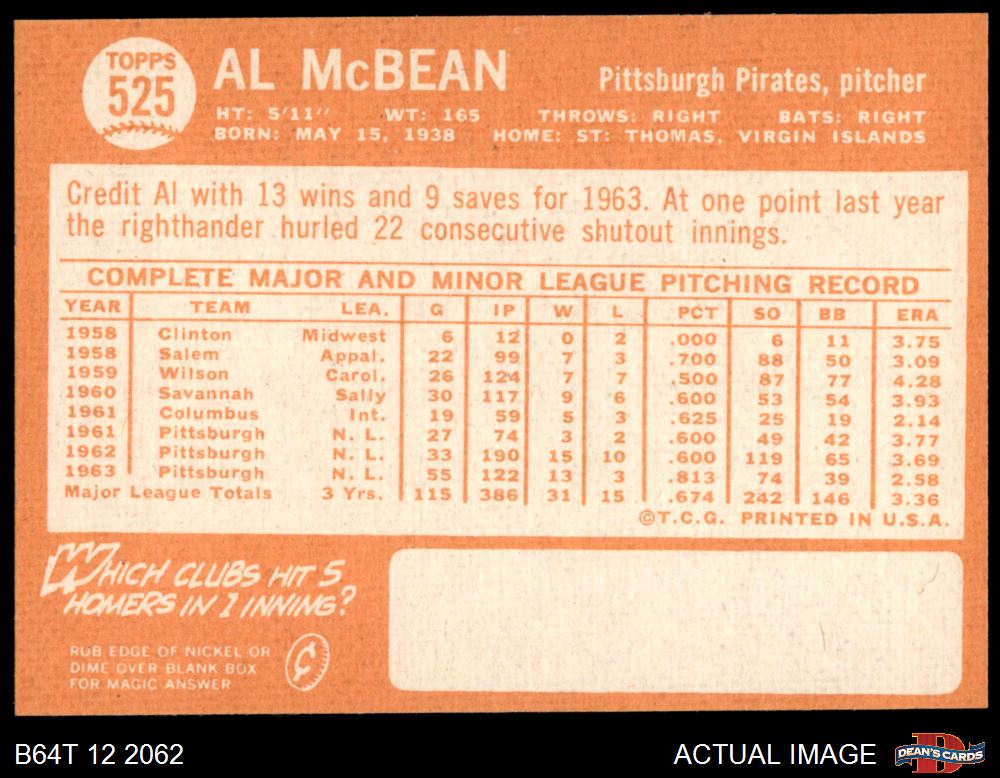 TOPPS
525
AL McBEAN
Pittsburgh Pirates, pitcher
HT: 5'11" WT: 165 THROWS: RIGHT BATS: RIGHT
BORN: MAY 15, 1938 HOME: ST: THOMAS, VIRGIN ISLANDS
Credit Al with 13 wins and 9 saves for 1963. At one point last year
the righthander hurled 22 consecutive shutout innings.
COMPLETE MAJOR AND MINOR LEAGUE PITCHING RECORD
YEAR TEAM LEA. G IP W L PCT SO BB ERA
1958 Clinton Midwest 6 12 0 2 .000 6 11 3.75
1958 Salem Appal. 22 99 7 3 .700 88 50 3.09
1959 Wilson Carol. 26 124 7 7 .500 87 77 4.28
1960 Savannah Sally 30 117 9 6 .600 53 54 3.93
1961 Columbus Int. 19 59 5 3 .625 25 19 2.14
1961 Pittsburgh N. L. 27 74 3 2 .600 49 42 3.77
1962 Pittsburgh N. L. 33 190 15 10 .600 119 65 3.69
1963 Pittsburgh N. L. 55 122 13 3 .813 74 39 2.58
Major League Totals 3 Yrs. 115 386 31 15 .674 242 146 3.36
©T.C.G. PRINTED IN U.S.A.
WHICH CLUBS HIT 5
HOMERS IN 1 INNING?
RUB EDGE OF NICKEL OR
DIME OVER BLANK BOX
FOR MAGIC ANSWER
¢
B64T 12 2062
ACTUAL IMAGE
D
DEAN'S CARDS